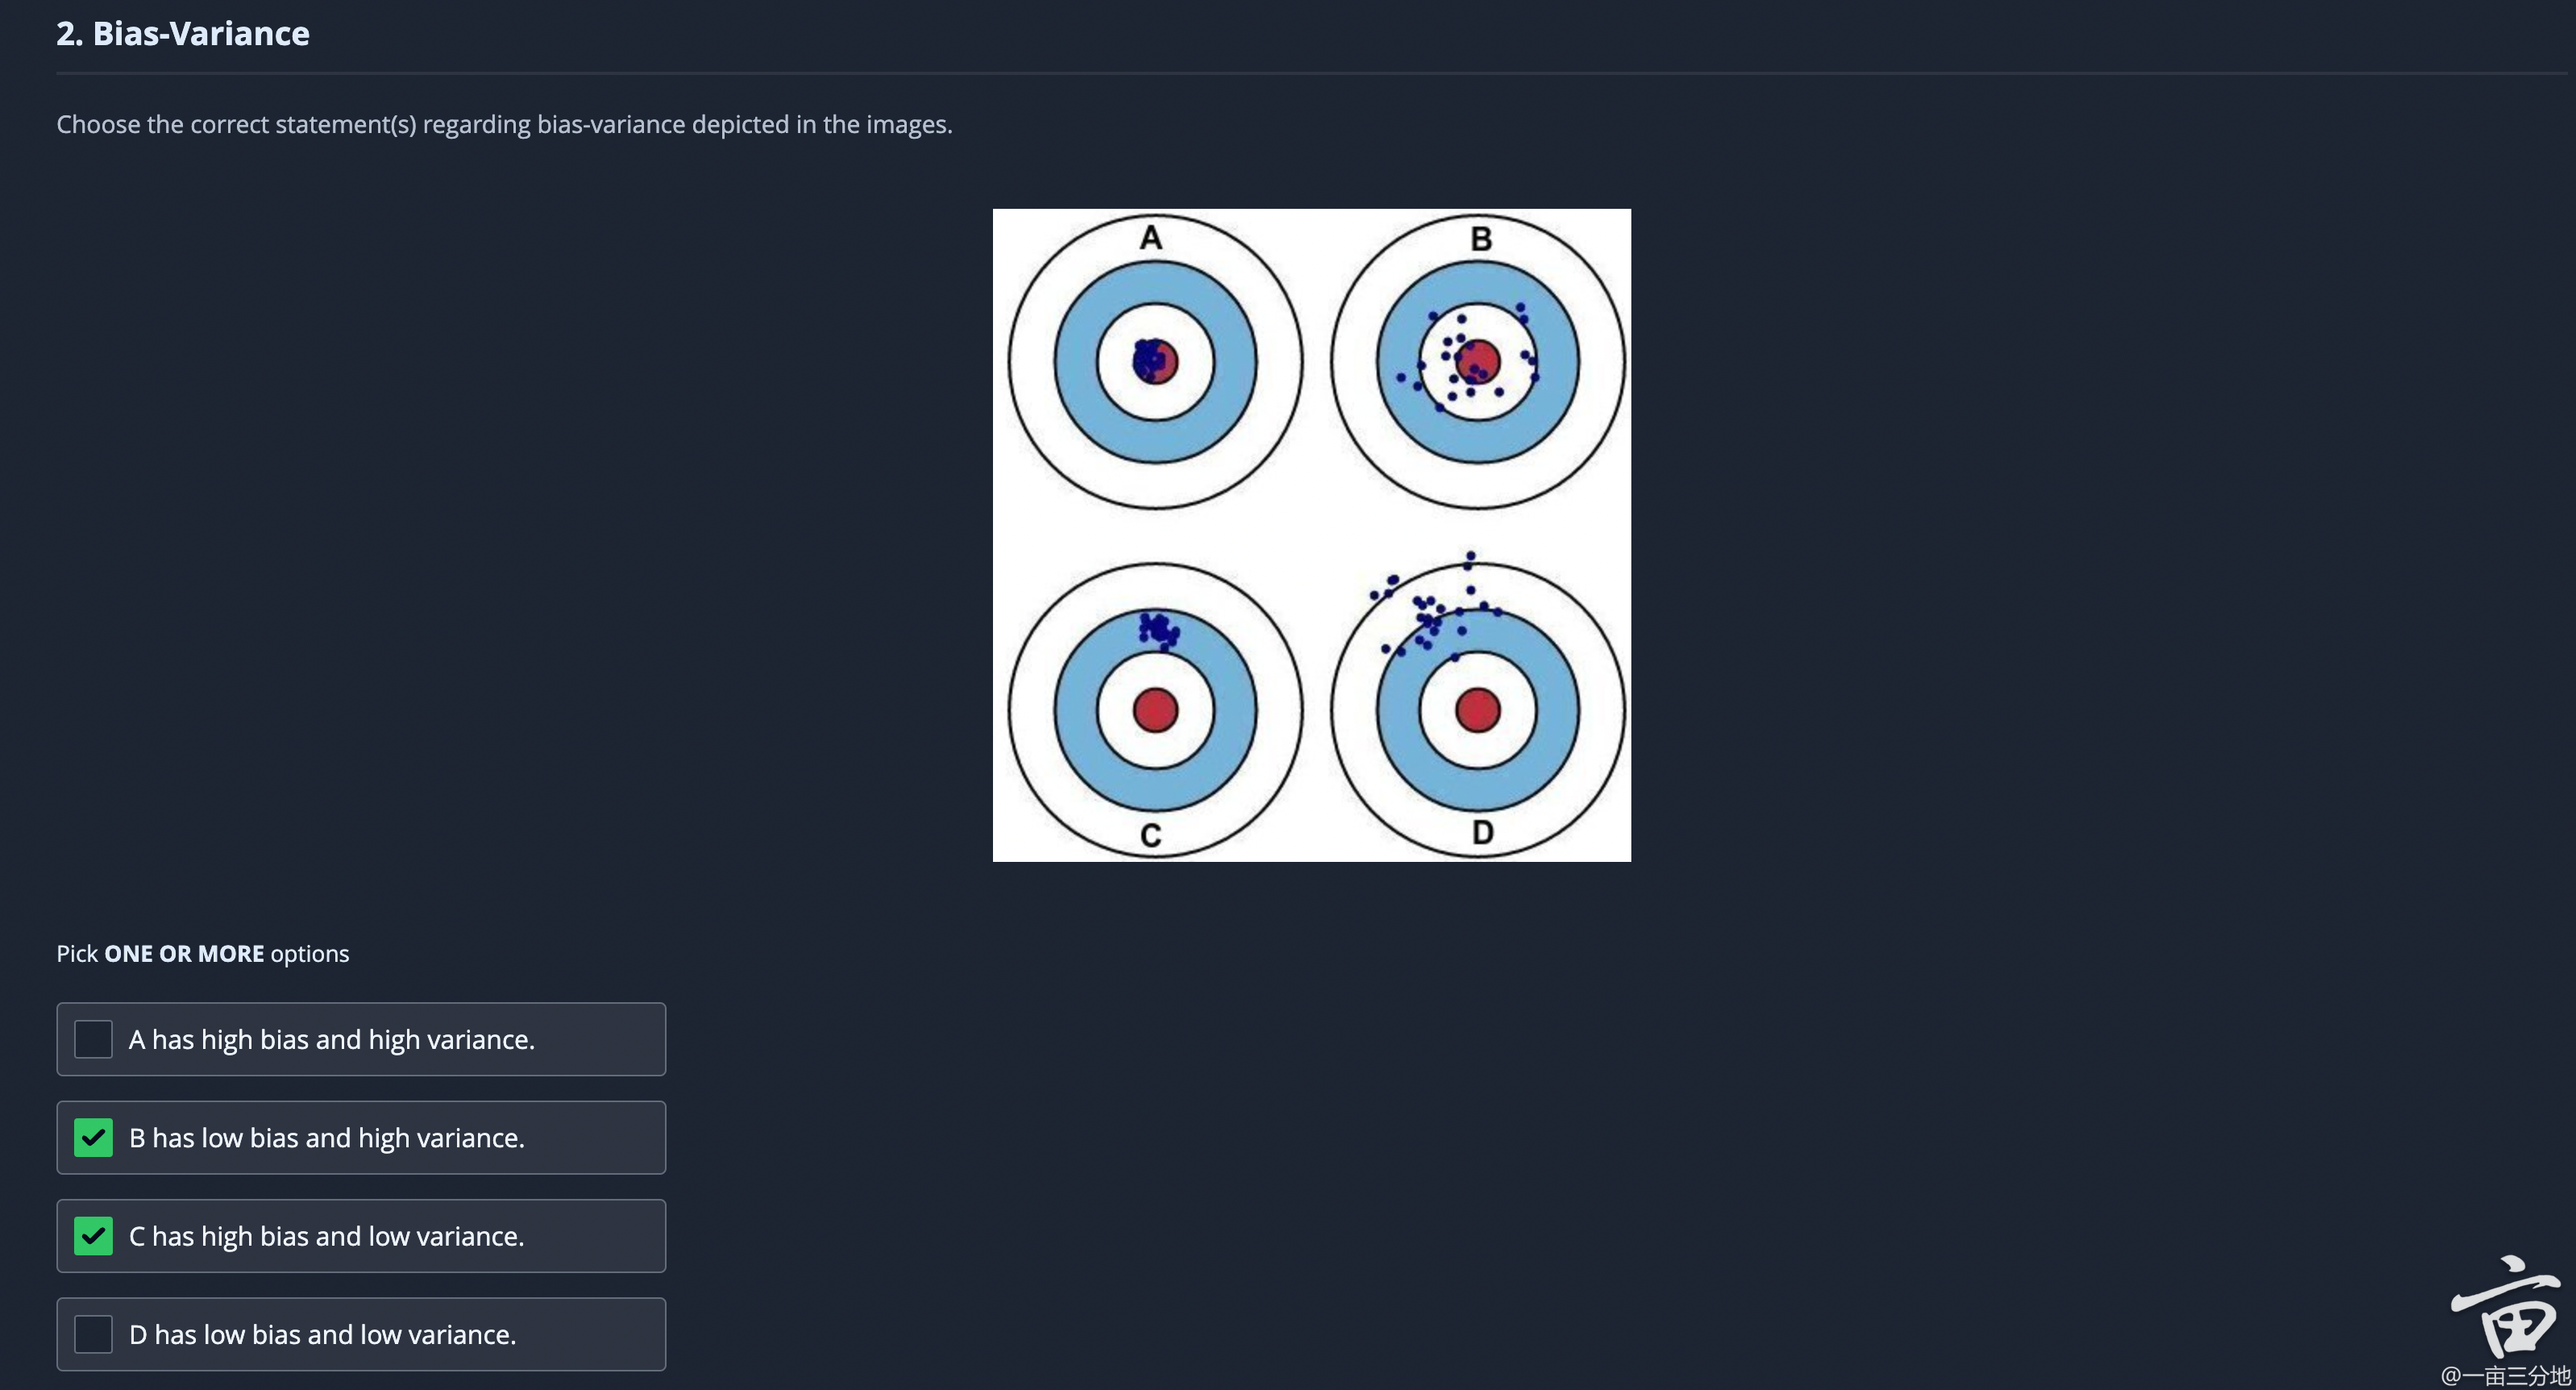 2. Bias-Variance
Choose the correct statement(s) regarding bias-variance depicted in the images.
A
B
C
D
Pick ONE OR MORE options
A has high bias and high variance.
B has low bias and high variance.
C has high bias and low variance.
D has low bias and low variance.
亩
@一亩三分地